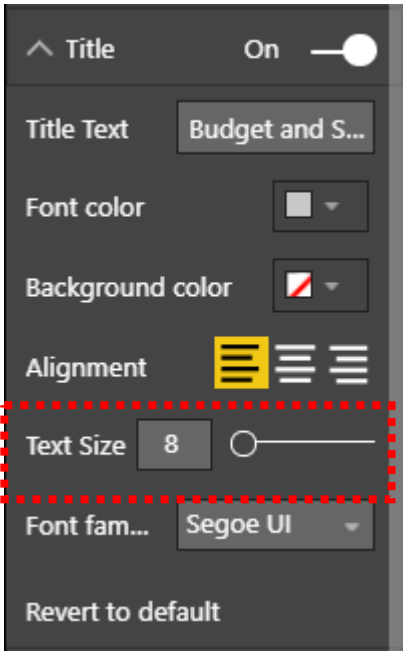 Title On
Title Text Budget and S...
Font color
Background color
Alignment
Text Size 8
Font fam... Segoe UI
Revert to default